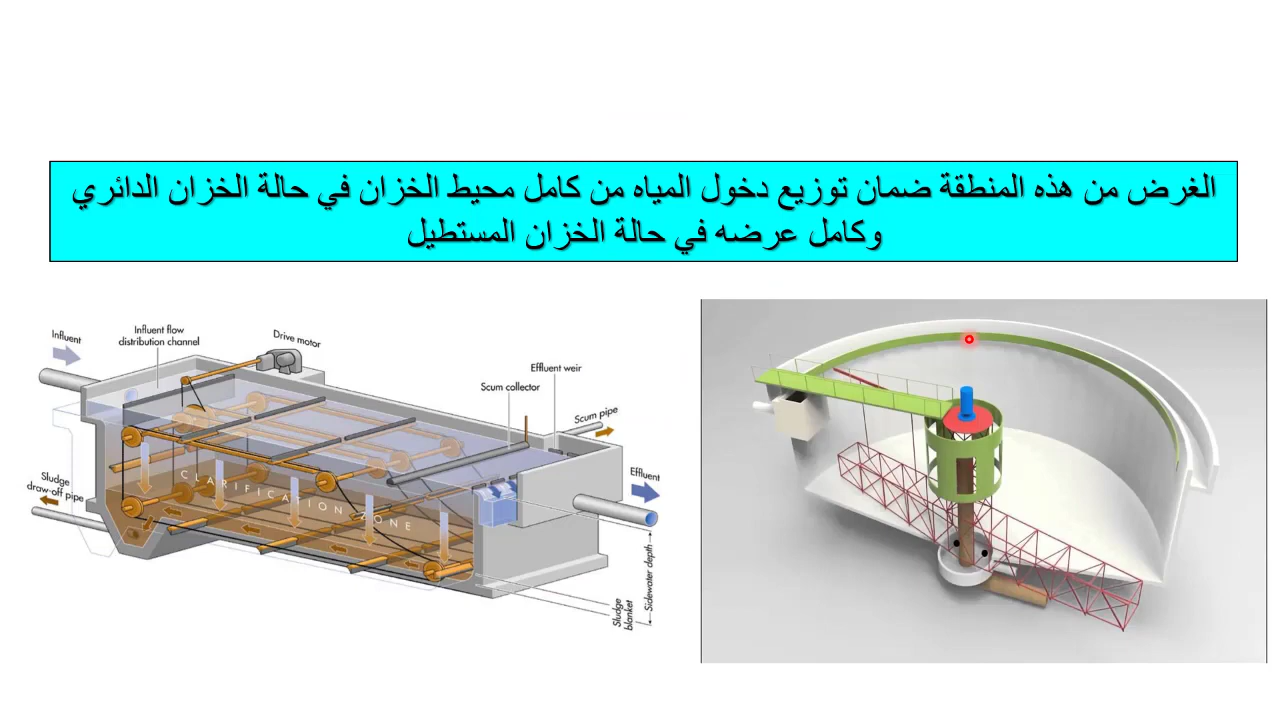 الغرض من هذه المنطقة ضمان توزيع دخول المياه من كامل محيط الخزان في حالة الخزان الدائري
وكامل عرضه في حالة الخزان المستطيل
Influent
Influent flow
distribution channel
Drive motor
Effluent weir
Scum collector
Scum pipe
Effluent
Sludge
draw-off pipe
CLARIFICATION ZONE
Sidewater depth
Sludge
blanket